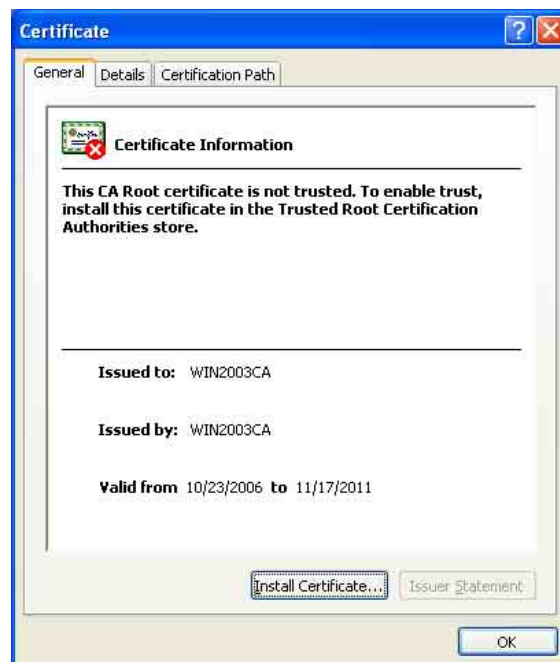 Certificate
General Details Certification Path
Certificate Information
This CA Root certificate is not trusted. To enable trust,
install this certificate in the Trusted Root Certification
Authorities store.
Issued to: WIN2003CA
Issued by: WIN2003CA
Valid from 10/23/2006 to 11/17/2011
Install Certificate... Issuer Statement
OK